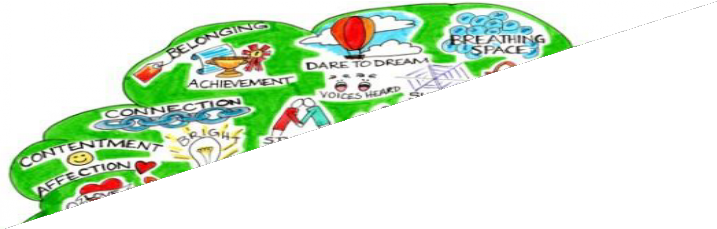 BELONGING
ACHIEVEMENT
DARE TO DREAM
BREATHING
SPACE
VOICES HEARD
CONNECTION
BRIGHT
CONTENTMENT
AFFECTION